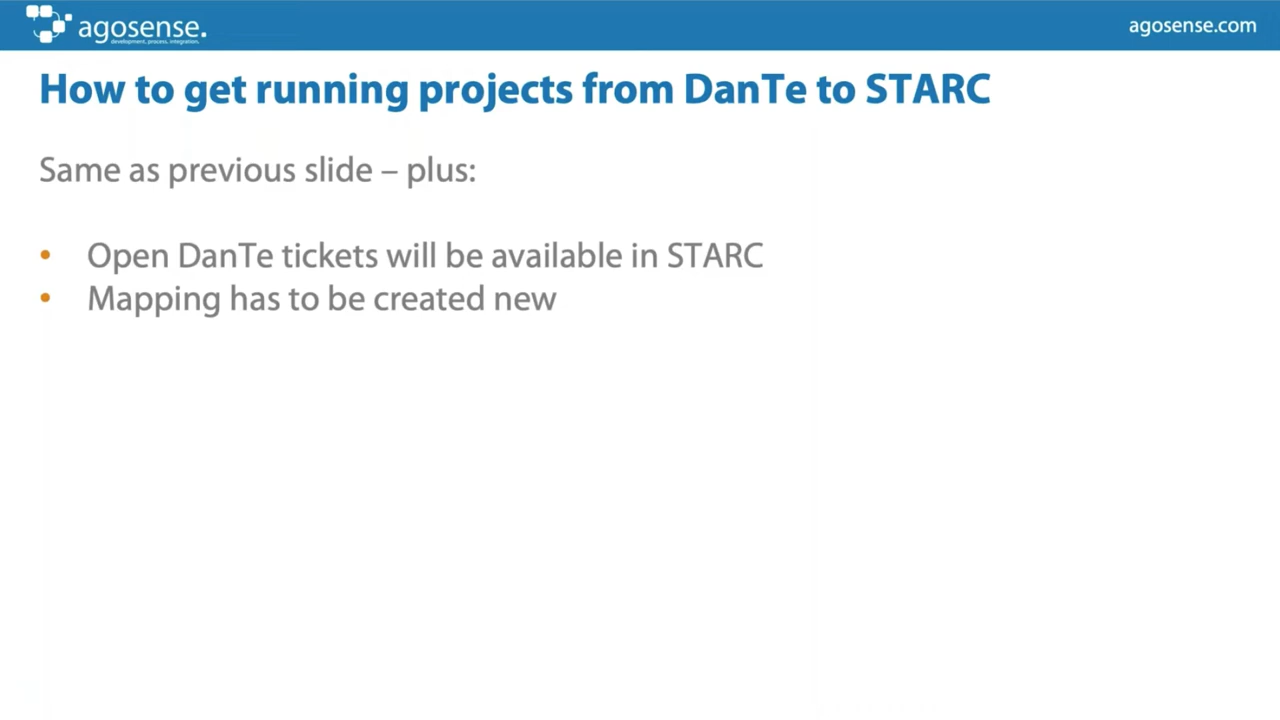 agosense.
development, process, integration.
agosense.com
How to get running projects from DanTe to STARC
Same as previous slide – plus:
• Open DanTe tickets will be available in STARC
• Mapping has to be created new